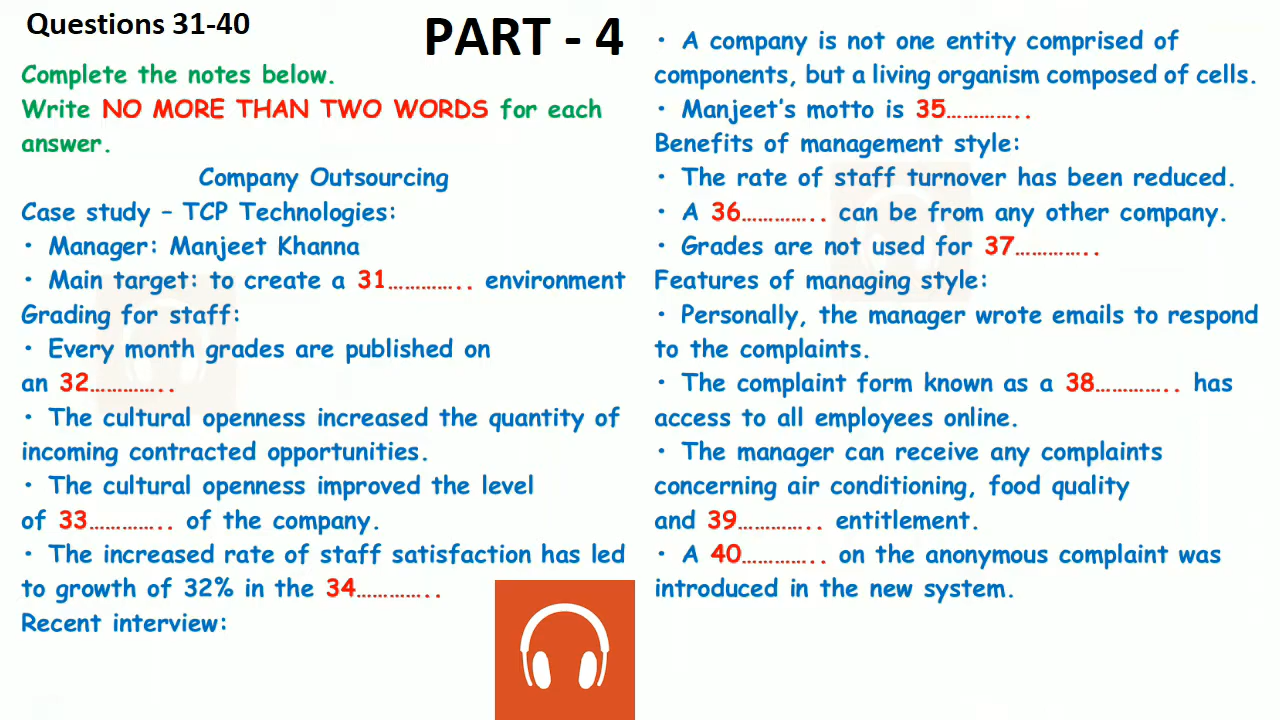 Questions 31-40
PART - 4
Complete the notes below.
Write NO MORE THAN TWO WORDS for each
answer.
Company Outsourcing
Case study – TCP Technologies:
• Manager: Manjeet Khanna
• Main target: to create a 31………….. environment
Grading for staff:
• Every month grades are published on
an 32…………..
• The cultural openness increased the quantity of
incoming contracted opportunities.
• The cultural openness improved the level
of 33………….. of the company.
• The increased rate of staff satisfaction has led
to growth of 32% in the 34…………..
Recent interview:
• A company is not one entity comprised of
components, but a living organism composed of cells.
• Manjeet's motto is 35…………..
Benefits of management style:
• The rate of staff turnover has been reduced.
• A 36………….. can be from any other company.
• Grades are not used for 37…………..
Features of managing style:
• Personally, the manager wrote emails to respond
to the complaints.
• The complaint form known as a 38………….. has
access to all employees online.
• The manager can receive any complaints
concerning air conditioning, food quality
and 39………….. entitlement.
• A 40………….. on the anonymous complaint was
introduced in the new system.